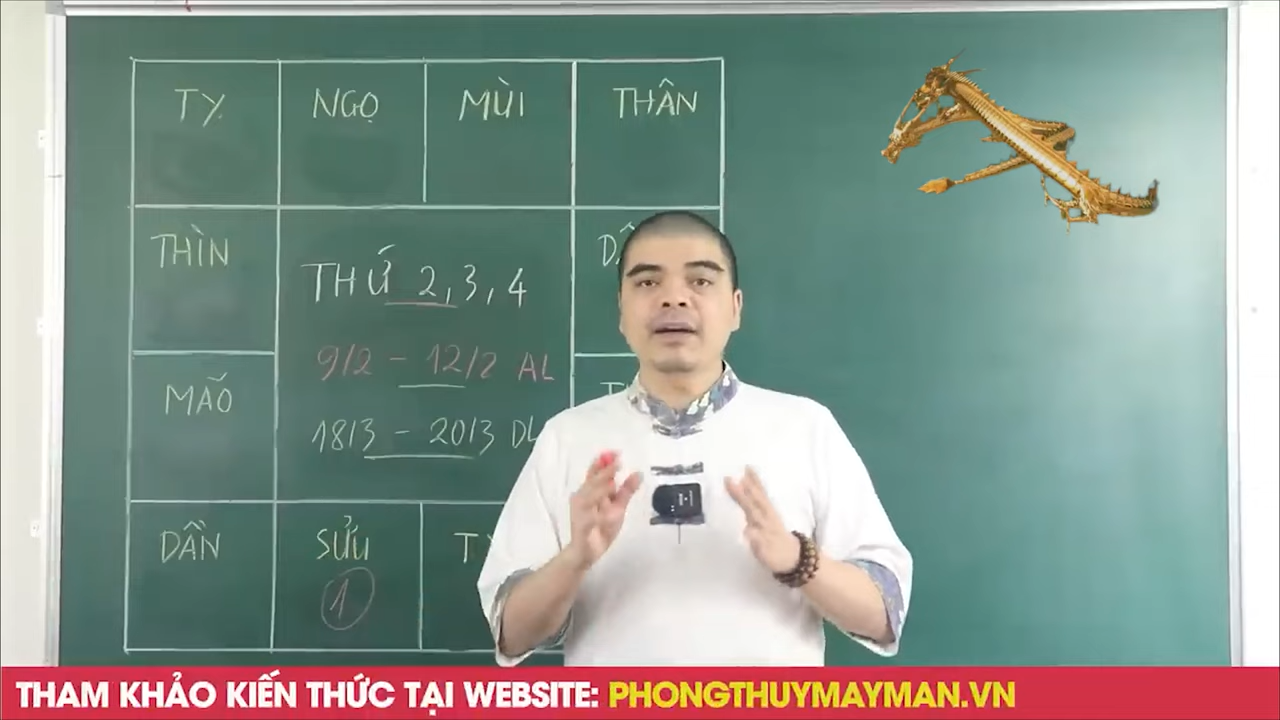 TỴ NGỌ MÙI THÂN
THÌN
THỨ 2,3,4
9/2 - 12/2 AL
MÃO
18/3 - 20/3 DL
DẦN SỬU
1
THAM KHẢO KIẾN THỨC TẠI WEBSITE: PHONGTHUYMAYMAN.VN